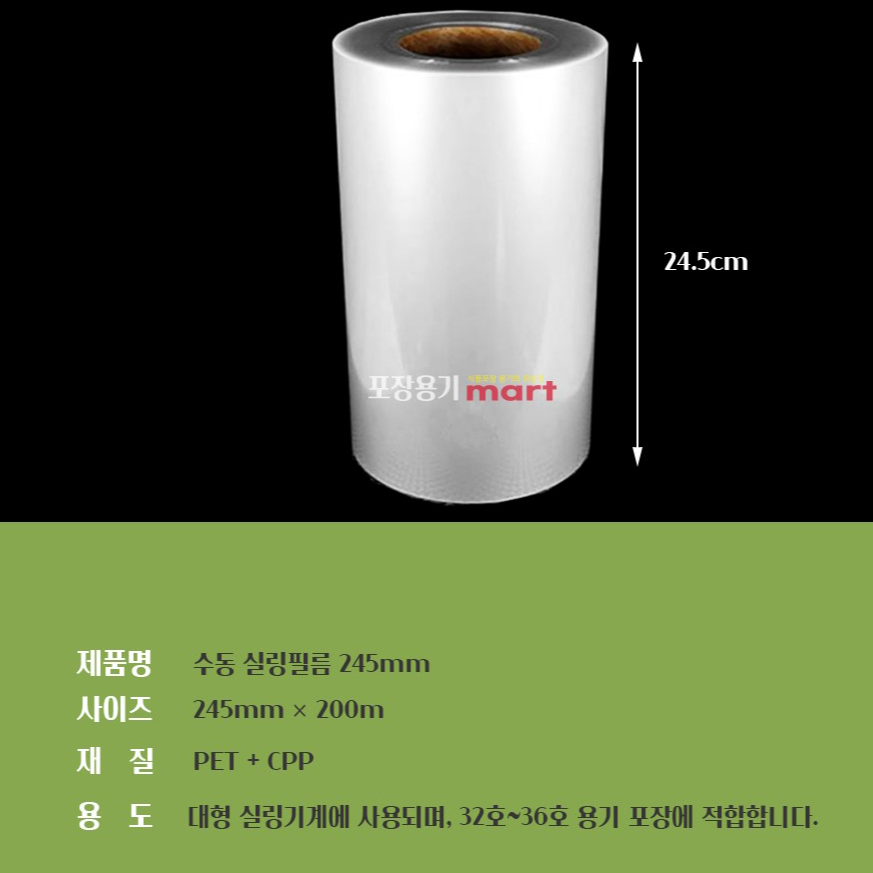 24.5cm
포장용기 mart
제품명 수동 실링필름 245mm
사이즈 245mm × 200m
재 질 PET + CPP
용 도 대형 실링기계에 사용되며, 32호~36호 용기 포장에 적합합니다.